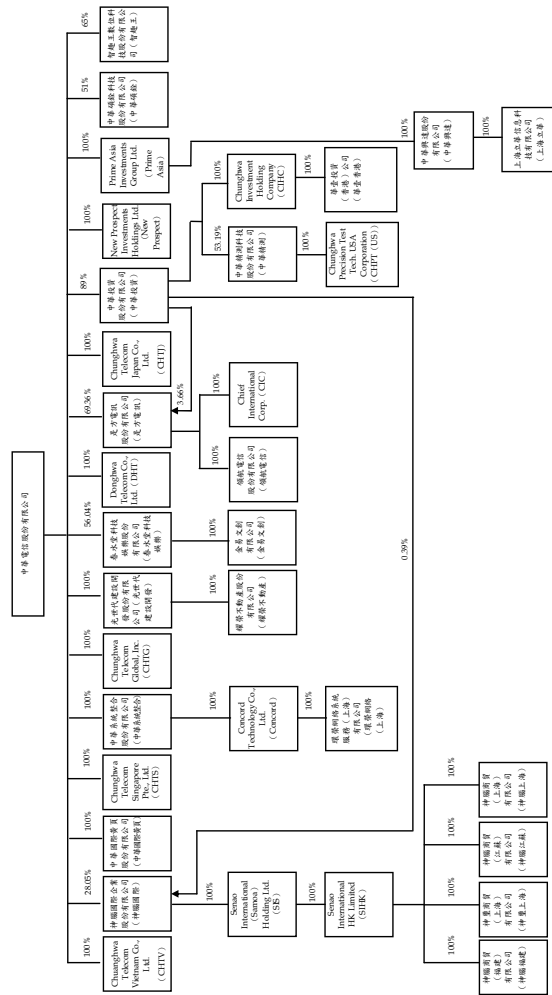 中華電信股份有限公司
100%
28.05%
100%
100%
100%
100%
100%
56.04%
100%
69.36%
100%
89%
100%
100%
51%
65%
Chuanghwa
Telecom
Vietnam Co.,
Ltd.
(CHTV)
神腦國際企業
股份有限公司
(神腦國際)
中華國際黃頁
股份有限公司
(中華國際黃頁)
Chunghwa
Telecom
Singapore
Pte., Ltd.
(CHTS)
中華系統整合
股份有限公司
(中華系統整合)
Chunghwa
Telecom
Global, Inc.
(CHTG)
光世代建設開
發股份有限
公司(光世代
建設開發)
春水堂科技
娛樂股份
有限公司
(春水堂科技
娛樂)
Donghwa
Telecom Co.,
Ltd. (DHT)
是方電訊
股份有限公司
(是方電訊)
Chunghwa
Telecom
Japan Co.,
Ltd.
(CHTJ)
中華投資
股份有限公司
(中華投資)
New Prospect
Investments
Holdings Ltd.
(New
Prospect)
Prime Asia
Investments
Group Ltd.
(Prime
Asia)
中華碩銓科技
股份有限公司
(中華碩銓)
智趣王數位科
技股份有限公
司(智趣王)
3.66%
0.39%
100%
Senao
International
(Samoa)
Holding Ltd.
(SIS)
100%
Senao
International
HK Limited
(SIHK)
100%
100%
100%
100%
神腦商貿
(福建)
有限公司
(神腦福建)
神璽商貿
(上海)
有限公司
(神璽上海)
神腦商貿
(江蘇)
有限公司
(神腦江蘇)
神腦商貿
(上海)
有限公司
(神腦上海)
100%
Concord
Technology Co.,
Ltd.
(Concord)
100%
環榮網絡系統
服務(上海)
有限公司
(環榮網絡
(上海)
100%
耀榮不動產股份
有限公司
(耀榮不動產)
100%
金易文創
有限公司
(金易文創)
100%
100%
領航電信
股份有限公司
(領航電信)
Chief
International
Corp. (CIC)
53.19%
100%
中華精測科技
股份有限公司
(中華精測)
Chunghwa
Investment
Holding
Company
(CIHC)
100%
100%
Chunghwa
Precision Test
Tech. USA
Corporation
(CHPT (US))
華壹投資
(香港)公司
(華壹香港)
100%
中華興達股份
有限公司
(中華興達)
100%
上海立華信息科
技有限公司
(上海立華)